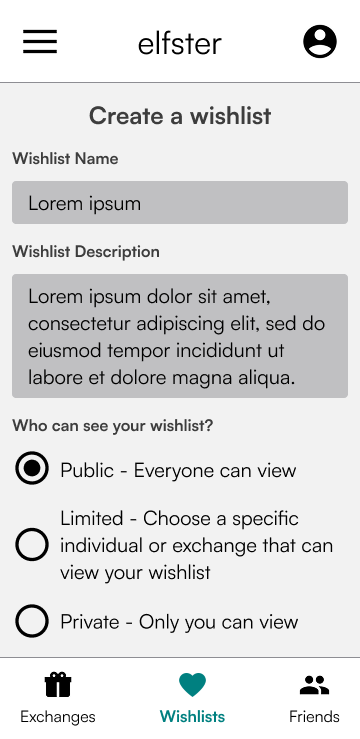 elfster
Create a wishlist
Wishlist Name
Lorem ipsum
Wishlist Description
Lorem ipsum dolor sit amet,
consectetur adipiscing elit, sed do
eiusmod tempor incididunt ut
labore et dolore magna aliqua.
Who can see your wishlist?
Public - Everyone can view
Limited - Choose a specific
individual or exchange that can
view your wishlist
Private - Only you can view
Exchanges
Wishlists
Friends